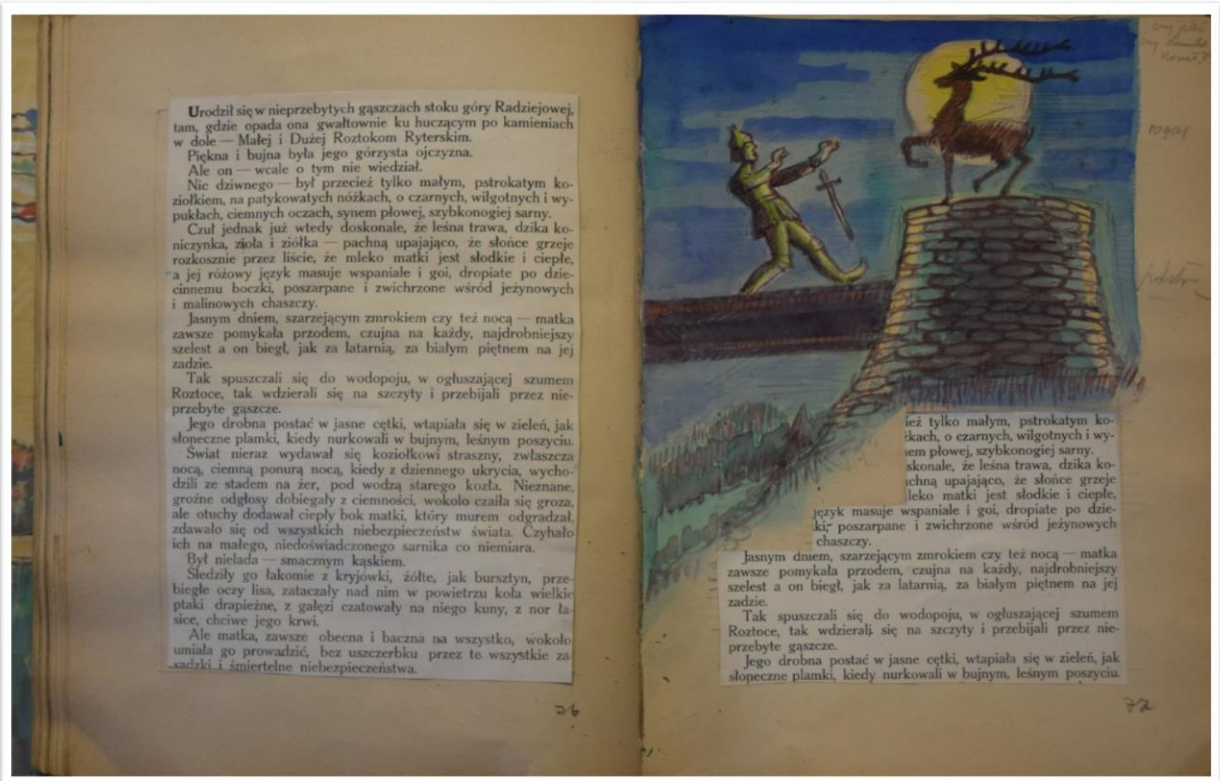 Urodził się w nieprzebytych gąszczach stoku góry Radziejowej,
tam, gdzie opada ona gwałtownie ku huczącym po kamieniach
w dole — Małej i Dużej Roztokom Ryterskim.
Piękna i bujna była jego górzysta ojczyzna.
Ale on — wcale o tym nie wiedział.
Nic dziwnego — był przecież tylko małym, pstrokatym ko-
ziołkiem, na patykowatych nóżkach, o czarnych, wilgotnych i wy-
pukłach, ciemnych oczach, synem płowej, szybkonogiej sarny.
Czuł jednak już wtedy doskonale, że leśna trawa, dzika ko-
niczynka, zioła i ziółka — pachną upajająco, że słońce grzeje
rozkosznie przez liście, że mleko matki jest słodkie i ciepłe,
a jej różowy język masuje wspaniale i goi, dropiate po dzie-
cinnemu boczki, poszarpane i zwichrzone wśród jeżynowych
i malinowych chaszczy.
Jasnym dniem, szarzejącym zmrokiem czy też nocą — matka
zawsze pomykała przodem, czujna na każdy, najdrobniejszy
szelest a on biegł, jak za latarnią, za białym piętnem na jej
zadzie.
Tak spuszczali się do wodopoju, w ogłuszającej szumem
Roztoce, tak wdzierali się na szczyty i przebijali przez nie-
przebyte gąszcze.
Jego drobna postać w jasne cętki, wtapiała się w zieleń, jak
słoneczne plamki, kiedy nurkowali w bujnym, leśnym poszyciu.
Świat nieraz wydawał się koziołkowi straszny, zwłaszcza
nocą, ciemną ponurą nocą, kiedy z dziennego ukrycia, wycho-
dzili ze stadem na żer, pod wodzą starego kozła. Nieznane,
groźne odgłosy dobiegały z ciemności, wokoło czaiła się groza,
ale otuchy dodawał ciepły bok matki, który murem odgradzał,
zdawało się od wszystkich niebezpieczeństw świata. Czyhało
ich na małego, niedoświadczonego sarnika co niemiara.
Był nielada — smacznym kąskiem.
Śledziły go łakomie z kryjówki, żółte, jak bursztyn, prze-
biegłe oczy lisa, zataczały nad nim w powietrzu koła wielkie
ptaki drapieżne, z gałęzi czatowały na niego kuny, z nor ła-
sice, chciwe jego krwi.
Ale matka, zawsze obecna i baczna na wszystko, wokoło
umiała go prowadzić, bez uszczerbku przez te wszystkie za-
sadzki i śmiertelne niebezpieczeństwa.
76
rogaj
ież tylko małym, pstrokatym ko-
żkach, o czarnych, wilgotnych i wy-
em płowej, szybkonogiej sarny.
skonale, że leśna trawa, dzika ko-
achną upajająco, że słońce grzeje
leko matki jest słodkie i ciepłe,
język masuje wspaniale i goi, dropiate po dzie-
ki, poszarpane i zwichrzone wśród jeżynowych
chaszczy.
Jasnym dniem, szarzejącym zmrokiem czy też nocą — matka
zawsze pomykała przodem, czujna na każdy, najdrobniejszy
szelest a on biegł, jak za latarnią, za białym piętnem na jej
zadzie.
Tak spuszczali się do wodopoju, w ogłuszającej szumem
Roztoce, tak wdzierali się na szczyty i przebijali przez nie-
przebyte gąszcze.
Jego drobna postać w jasne cętki, wtapiała się w zieleń, jak
słoneczne plamki, kiedy nurkowali w bujnym, leśnym poszyciu.
77